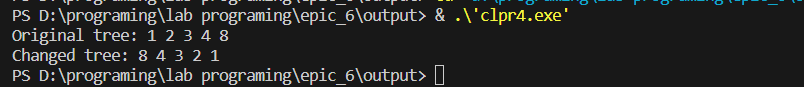 PS D:\programing\lab programing\epic_6\output> & .\'clpr4.exe'
Original tree: 1 2 3 4 8
Changed tree: 8 4 3 2 1
PS D:\programing\lab programing\epic_6\output>